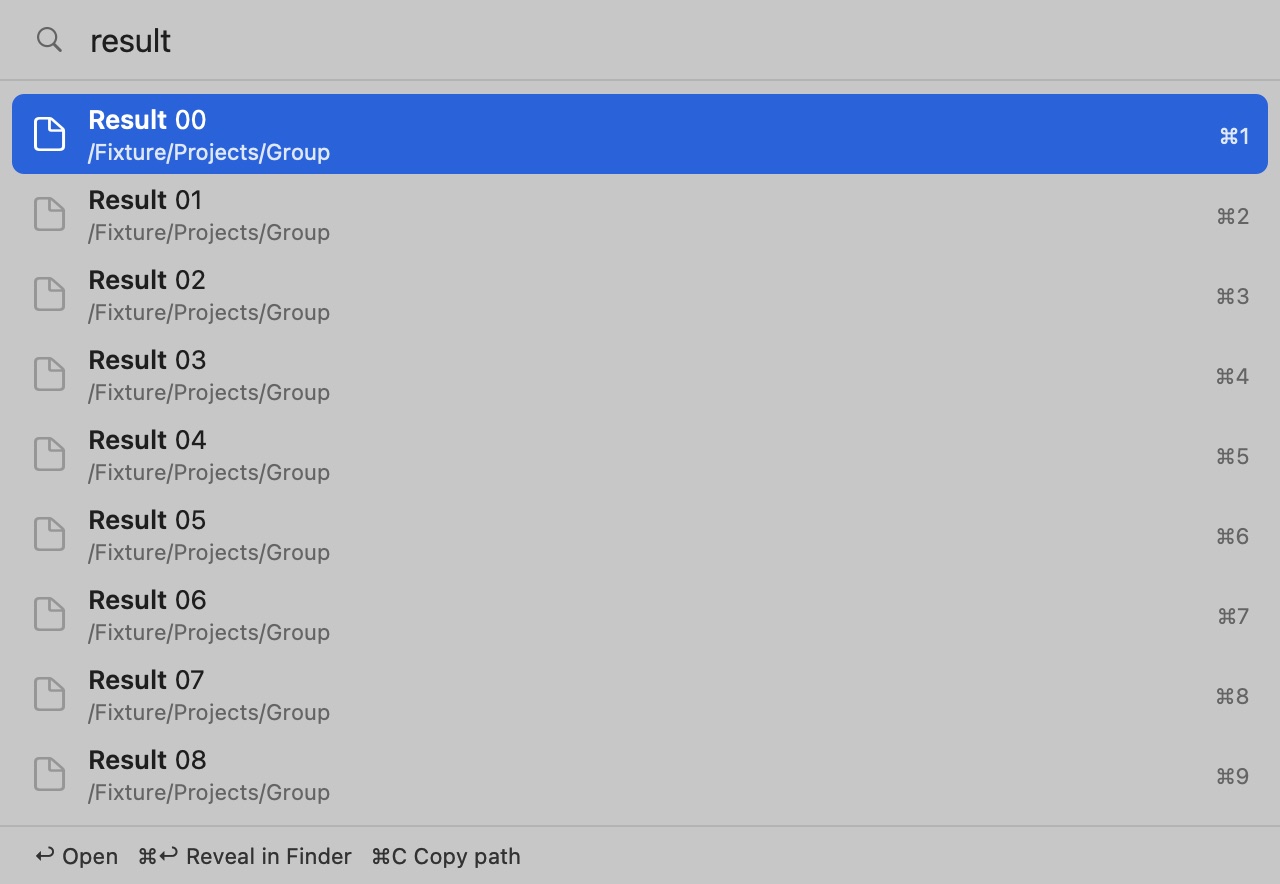 result
Result 00
/Fixture/Projects/Group
⌘1
Result 01
/Fixture/Projects/Group
⌘2
Result 02
/Fixture/Projects/Group
⌘3
Result 03
/Fixture/Projects/Group
⌘4
Result 04
/Fixture/Projects/Group
⌘5
Result 05
/Fixture/Projects/Group
⌘6
Result 06
/Fixture/Projects/Group
⌘7
Result 07
/Fixture/Projects/Group
⌘8
Result 08
/Fixture/Projects/Group
⌘9
↩ Open ⌘↩ Reveal in Finder ⌘C Copy path